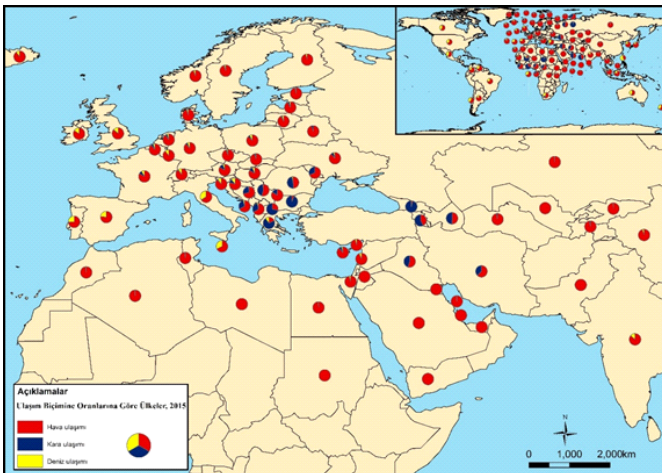 Açıklamalar
Ulaşım Biçimine Oranlarına Göre Ülkeler, 2015
Hava ulaşımı
Kara ulaşımı
Deniz ulaşımı
N
0 1,000 2,000km